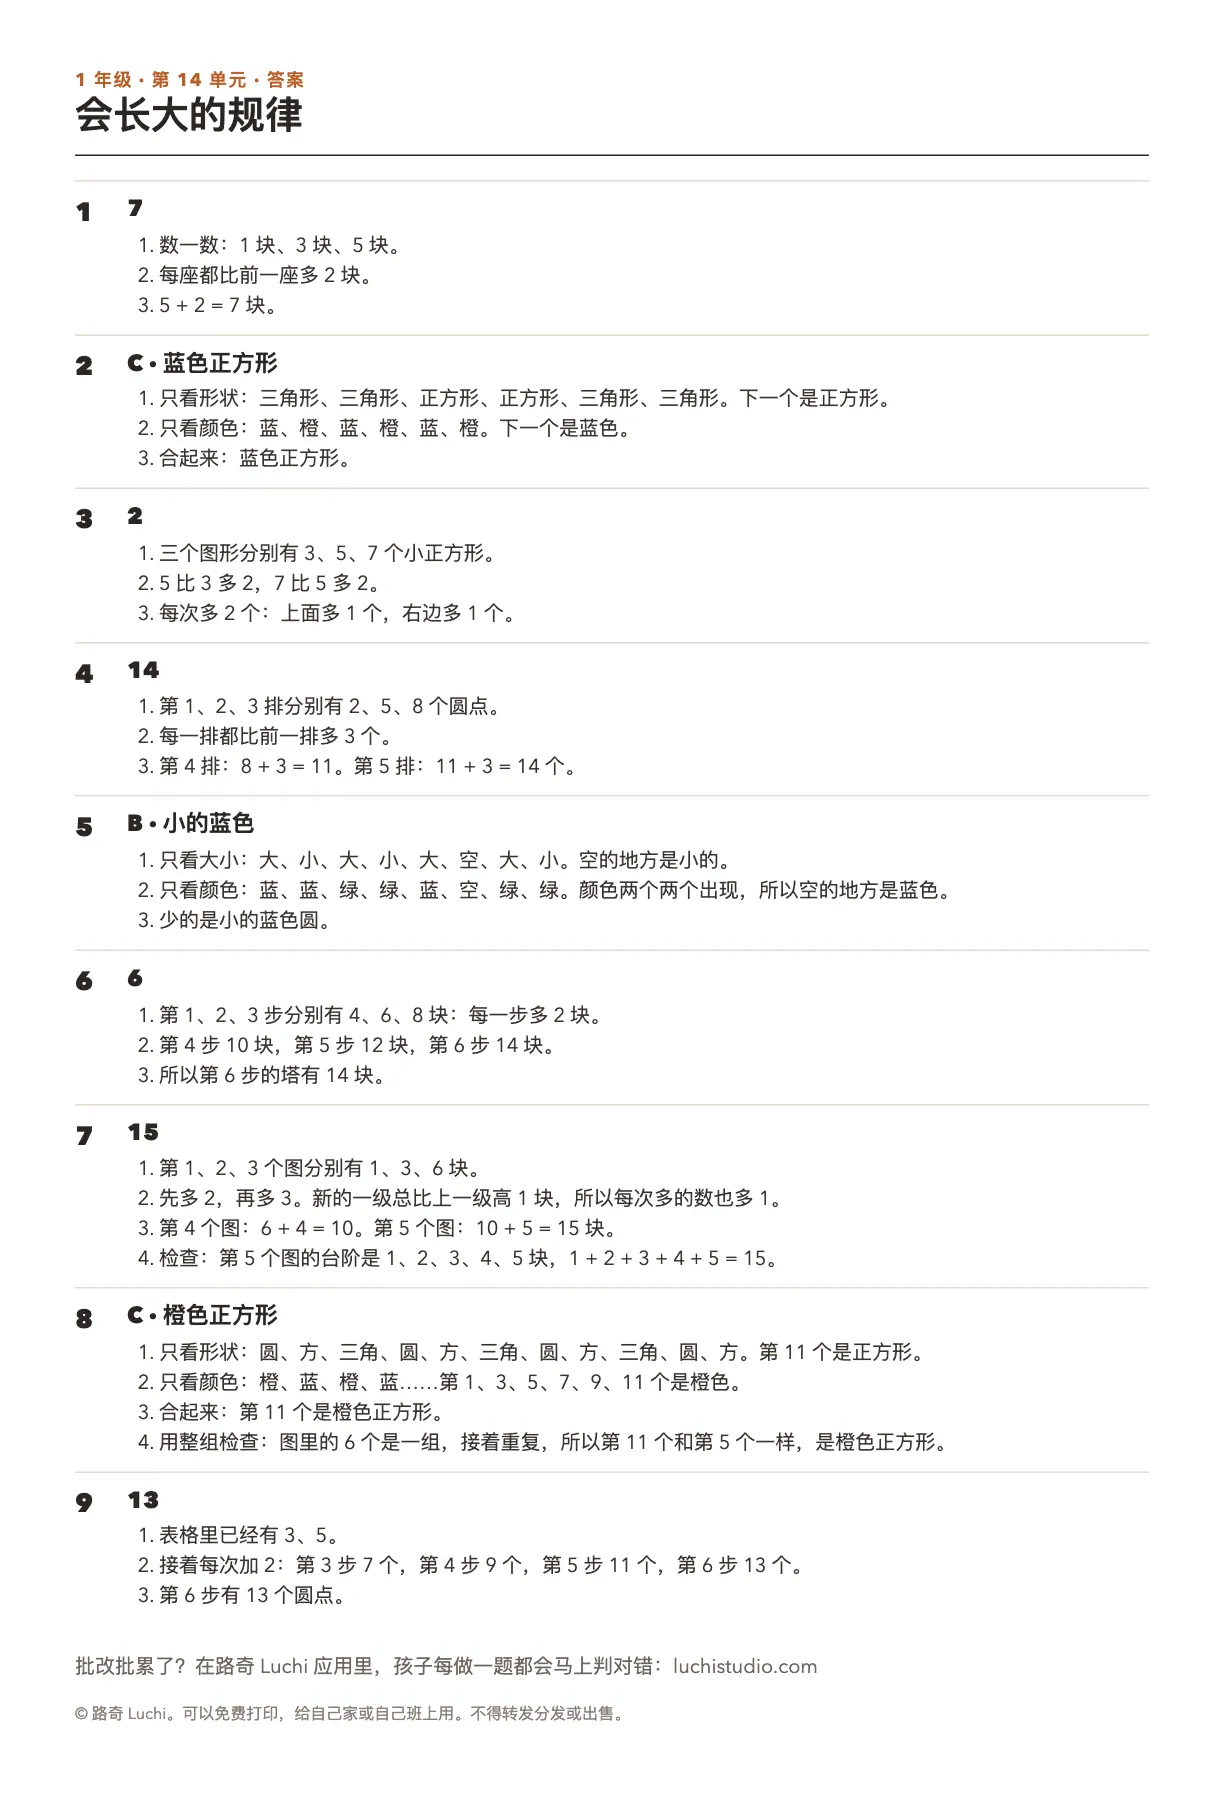 1 年级 · 第 14 单元 · 答案
会长大的规律
1 7
1. 数一数：1 块、3 块、5 块。
2. 每座都比前一座多 2 块。
3. 5 + 2 = 7 块。
2 C · 蓝色正方形
1. 只看形状：三角形、三角形、正方形、正方形、三角形、三角形。下一个是正方形。
2. 只看颜色：蓝、橙、蓝、橙、蓝、橙。下一个是蓝色。
3. 合起来：蓝色正方形。
3 2
1. 三个图形分别有 3、5、7 个小正方形。
2. 5 比 3 多 2，7 比 5 多 2。
3. 每次多 2 个：上面多 1 个，右边多 1 个。
4 14
1. 第 1、2、3 排分别有 2、5、8 个圆点。
2. 每一排都比前一排多 3 个。
3. 第 4 排：8 + 3 = 11。第 5 排：11 + 3 = 14 个。
5 B · 小的蓝色
1. 只看大小：大、小、大、小、大、空、大、小。空的地方是小的。
2. 只看颜色：蓝、蓝、绿、绿、蓝、空、绿、绿。颜色两个两个出现，所以空的地方是蓝色。
3. 少的是小的蓝色圆。
6 6
1. 第 1、2、3 步分别有 4、6、8 块：每一步多 2 块。
2. 第 4 步 10 块，第 5 步 12 块，第 6 步 14 块。
3. 所以第 6 步的塔有 14 块。
7 15
1. 第 1、2、3 个图分别有 1、3、6 块。
2. 先多 2，再多 3。新的一级总比上一级高 1 块，所以每次多的数也多 1。
3. 第 4 个图：6 + 4 = 10。第 5 个图：10 + 5 = 15 块。
4. 检查：第 5 个图的台阶是 1、2、3、4、5 块，1 + 2 + 3 + 4 + 5 = 15。
8 C · 橙色正方形
1. 只看形状：圆、方、三角、圆、方、三角、圆、方、三角、圆、方。第 11 个是正方形。
2. 只看颜色：橙、蓝、橙、蓝……第 1、3、5、7、9、11 个是橙色。
3. 合起来：第 11 个是橙色正方形。
4. 用整组检查：图里的 6 个是一组，接着重复，所以第 11 个和第 5 个一样，是橙色正方形。
9 13
1. 表格里已经有 3、5。
2. 接着每次加 2：第 3 步 7 个，第 4 步 9 个，第 5 步 11 个，第 6 步 13 个。
3. 第 6 步有 13 个圆点。
批改批累了？在路奇 Luchi 应用里，孩子每做一题都会马上判对错：luchistudio.com
© 路奇 Luchi。可以免费打印，给自己家或自己班上用。不得转发分发或出售。